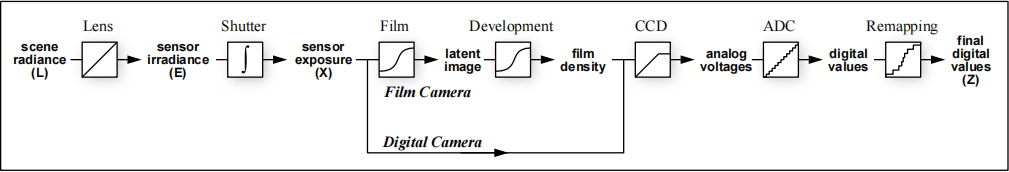 Lens
Shutter
Film
Development
CCD
ADC
Remapping
scene
radiance
(L)
sensor
irradiance
(E)
∫
sensor
exposure
(X)
latent
image
film
density
analog
voltages
digital
values
final
digital
values
(Z)
Film Camera
Digital Camera